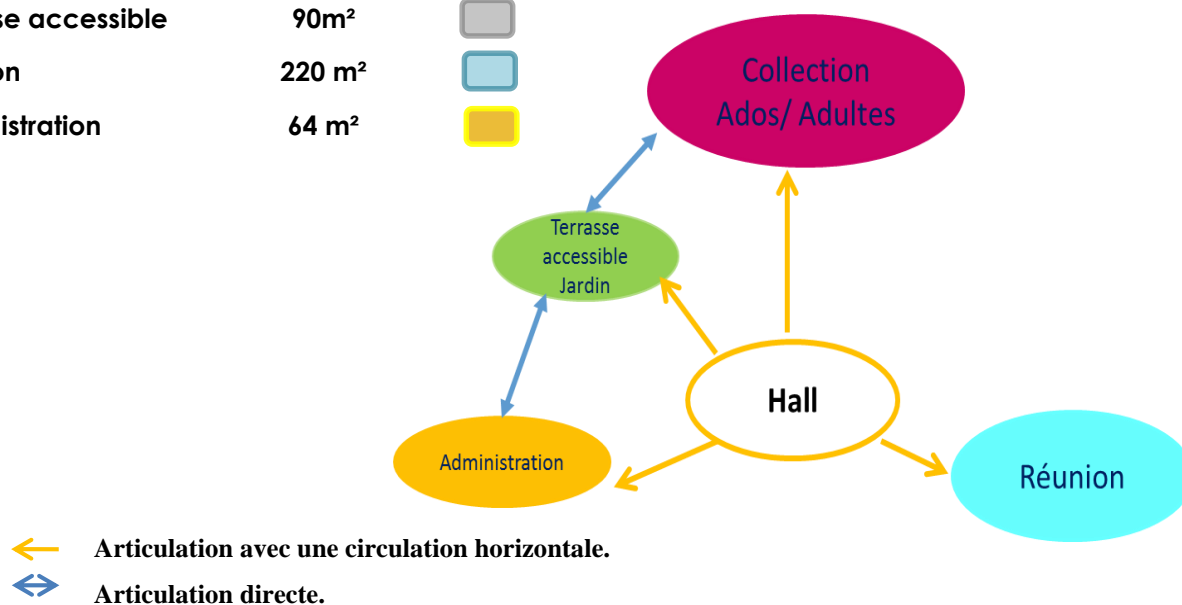 se accessible 90m²
on 220 m²
istration 64 m²
Collection
Ados/ Adultes
Terrasse
accessible
Jardin
Hall
Administration
Réunion
Articulation avec une circulation horizontale.
Articulation directe.